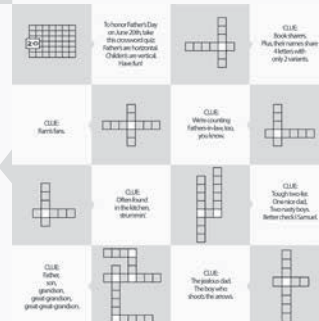 20
To honor Father's Day
on June 20th, take
this crossword quiz.
Fathers are horizontal.
Children are vertical.
Have fun!
CLUE:
Book sharers.
Plus, their names share
4 letters with
only 2 variants.
CLUE:
Ram's fans.
CLUE:
We're counting
Fathers-in-law, too,
you know.
CLUE:
Often found
in the kitchen,
strummin'.
CLUE:
Tough two-fer.
One nice dad,
Two nasty boys.
Better check I Samuel.
CLUE:
Father,
son,
grandson,
great-grandson,
great-great-grandson.
CLUE:
The jealous dad.
The boy who
shoots the arrows.